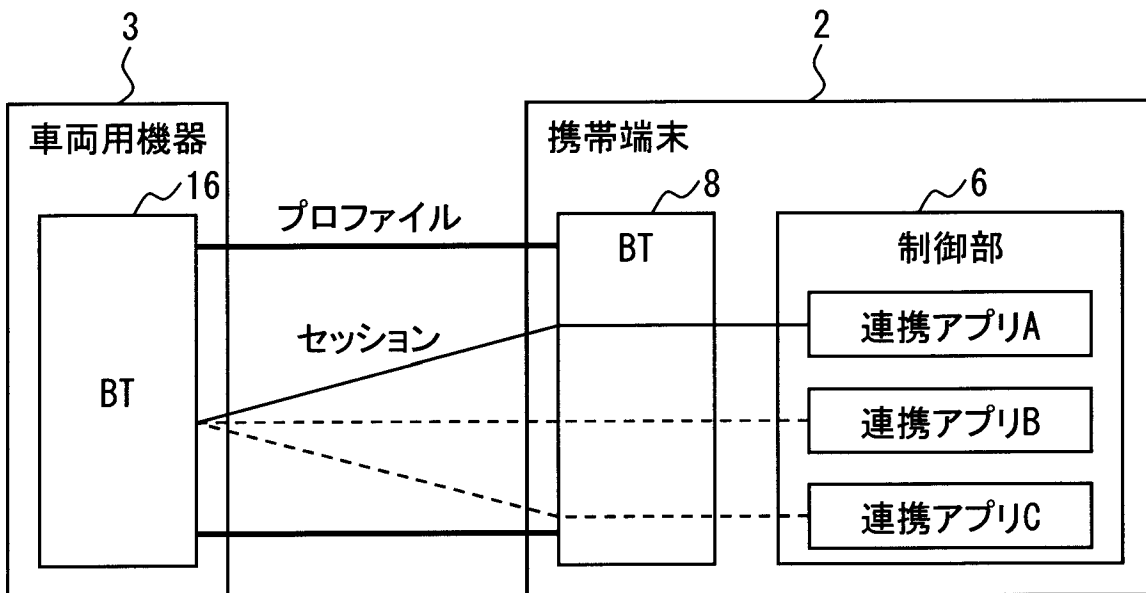 3
2
車両用機器
携帯端末
16
8
6
プロファイル
BT
制御部
連携アプリA
セッション
BT
連携アプリB
連携アプリC